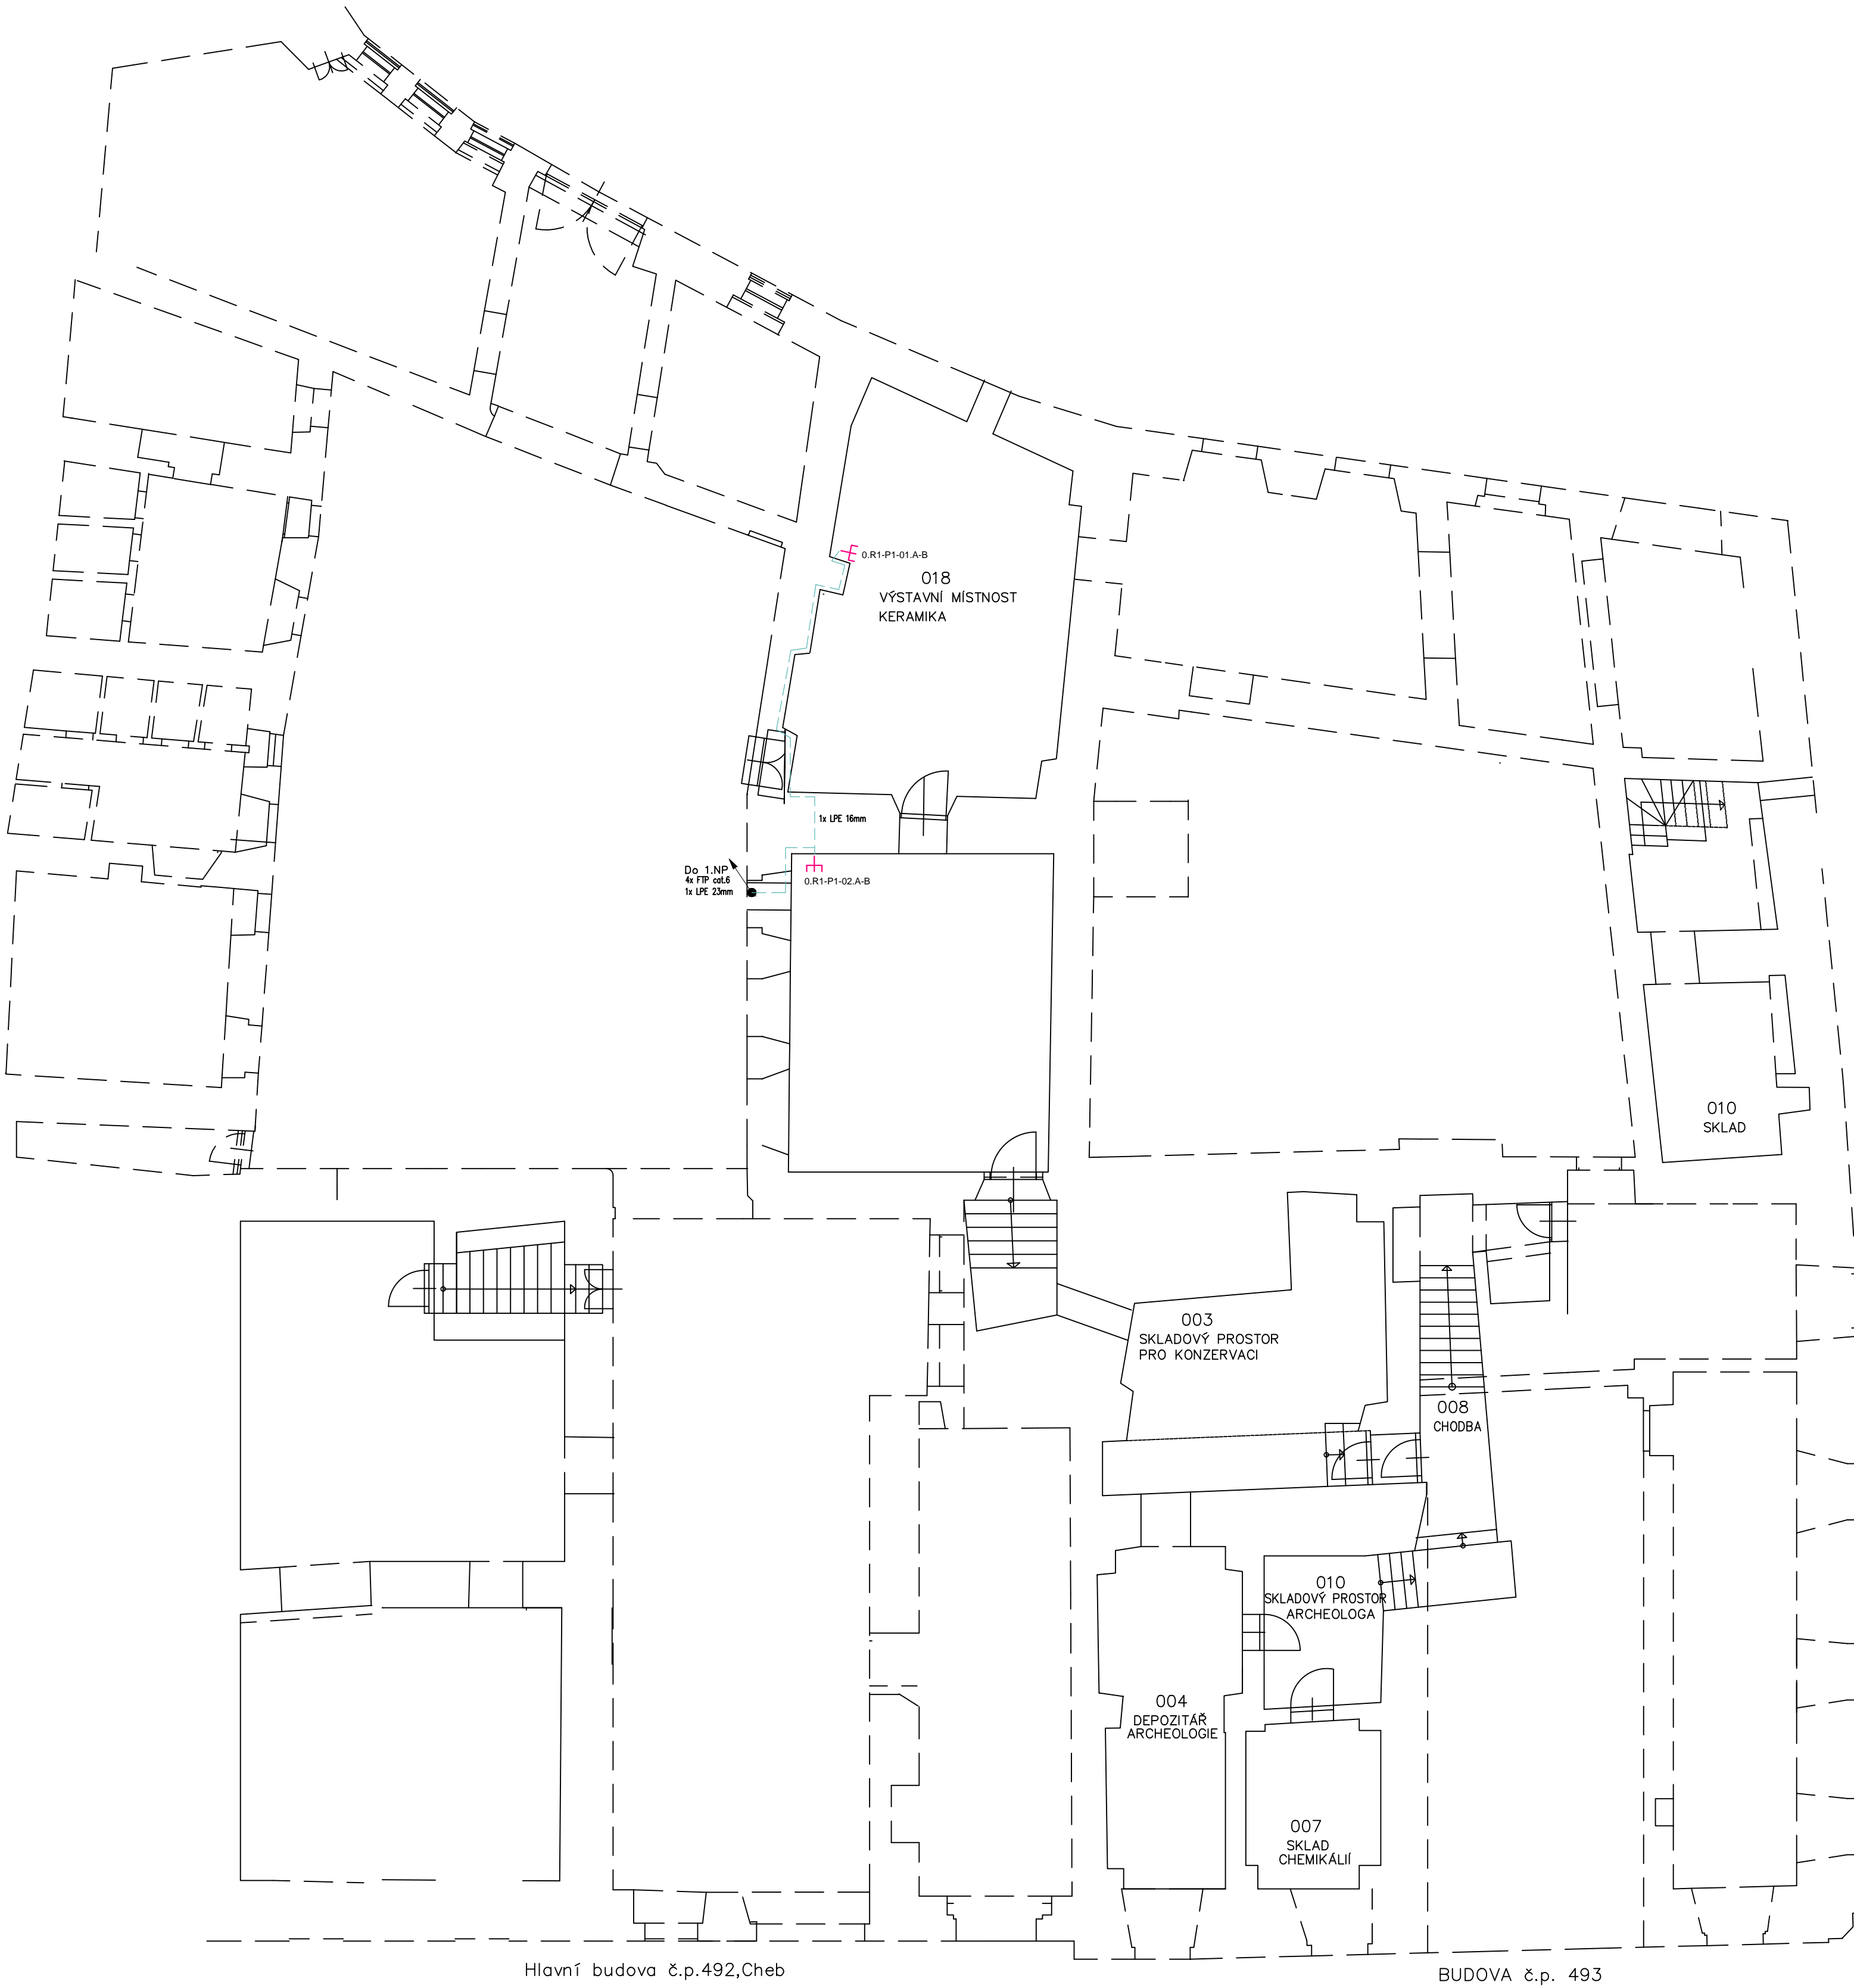 0.R1-P1-01.A-B
018
VÝSTAVNÍ MÍSTNOST
KERAMIKA
1x LPE 16mm
Do 1.NP
4x FTP cat.6
1x LPE 23mm
0.R1-P1-02.A-B
010
SKLAD
003
SKLADOVÝ PROSTOR
PRO KONZERVACI
008
CHODBA
010
SKLADOVÝ PROSTOR
ARCHEOLOGA
004
DEPOZITÁŘ
ARCHEOLOGIE
007
SKLAD
CHEMIKÁLIÍ
Hlavní budova č.p.492,Cheb
BUDOVA č.p. 493